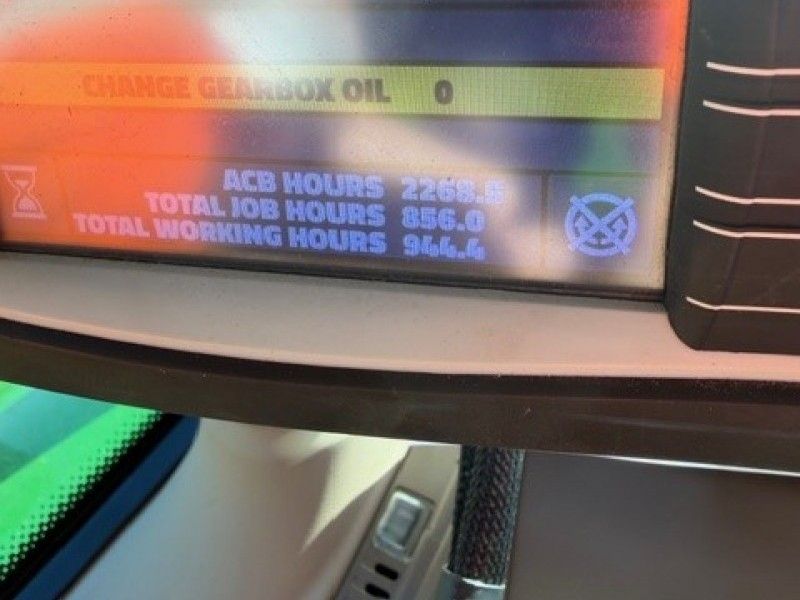 CHANGE GEARBOX OIL 0
ACB HOURS 2268.5
TOTAL JOB HOURS 856.0
TOTAL WORKING HOURS 944.4